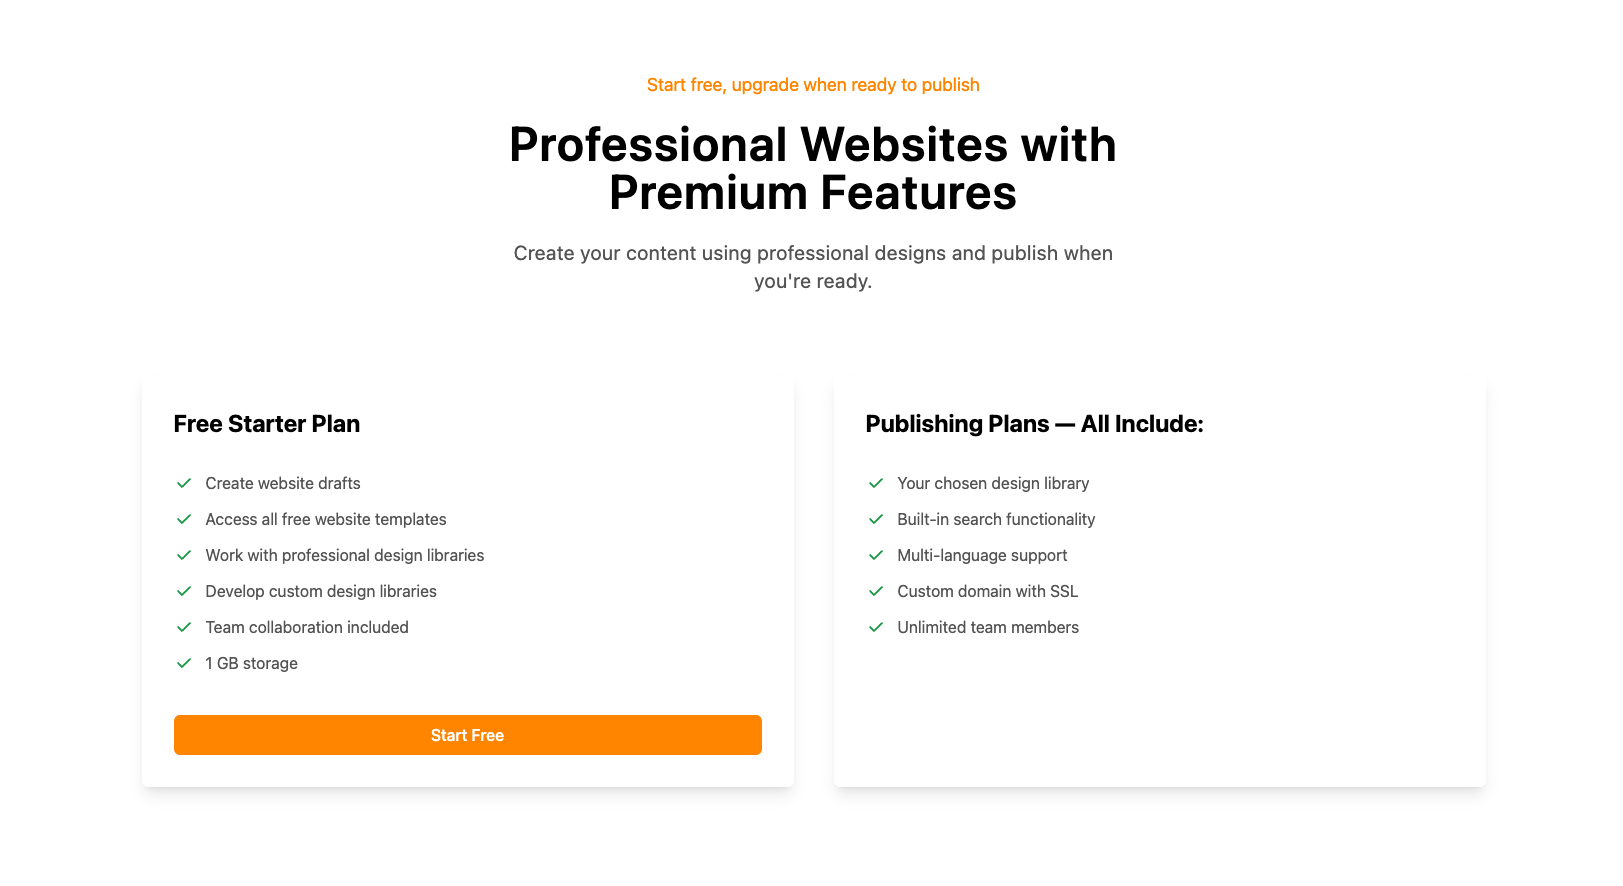 Start free, upgrade when ready to publish
Professional Websites with
Premium Features
Create your content using professional designs and publish when
you're ready.
Free Starter Plan
Create website drafts
Access all free website templates
Work with professional design libraries
Develop custom design libraries
Team collaboration included
1 GB storage
Start Free
Publishing Plans — All Include:
Your chosen design library
Built-in search functionality
Multi-language support
Custom domain with SSL
Unlimited team members